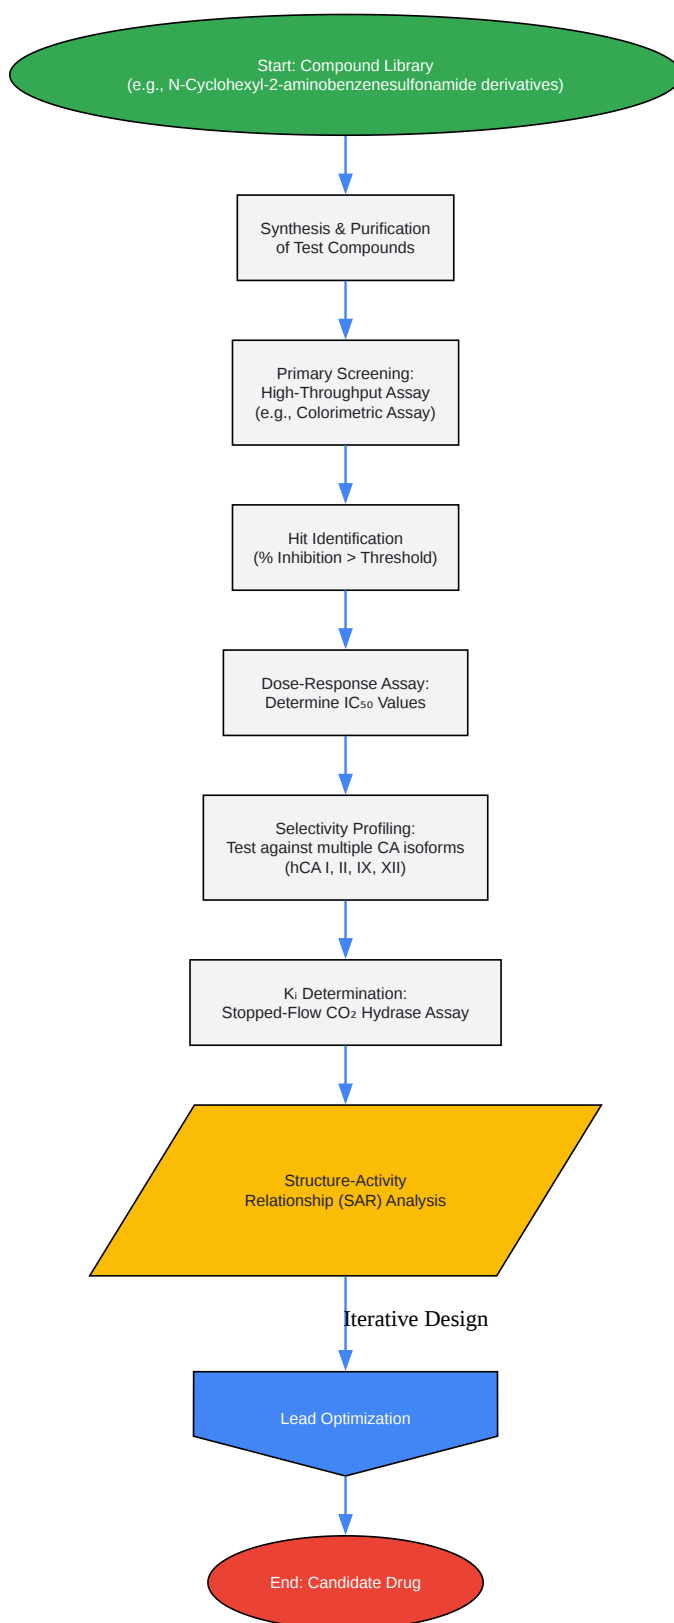 Start: Compound Library
(e.g., N-Cyclohexyl-2-aminobenzenesulfonamide derivatives)
Synthesis & Purification
of Test Compounds
Primary Screening:
High-Throughput Assay
(e.g., Colorimetric Assay)
Hit Identification
(% Inhibition > Threshold)
Dose-Response Assay:
Determine IC₅₀ Values
Selectivity Profiling:
Test against multiple CA isoforms
(hCA I, II, IX, XII)
Kᵢ Determination:
Stopped-Flow CO₂ Hydrase Assay
Structure-Activity
Relationship (SAR) Analysis
Iterative Design
Lead Optimization
End: Candidate Drug